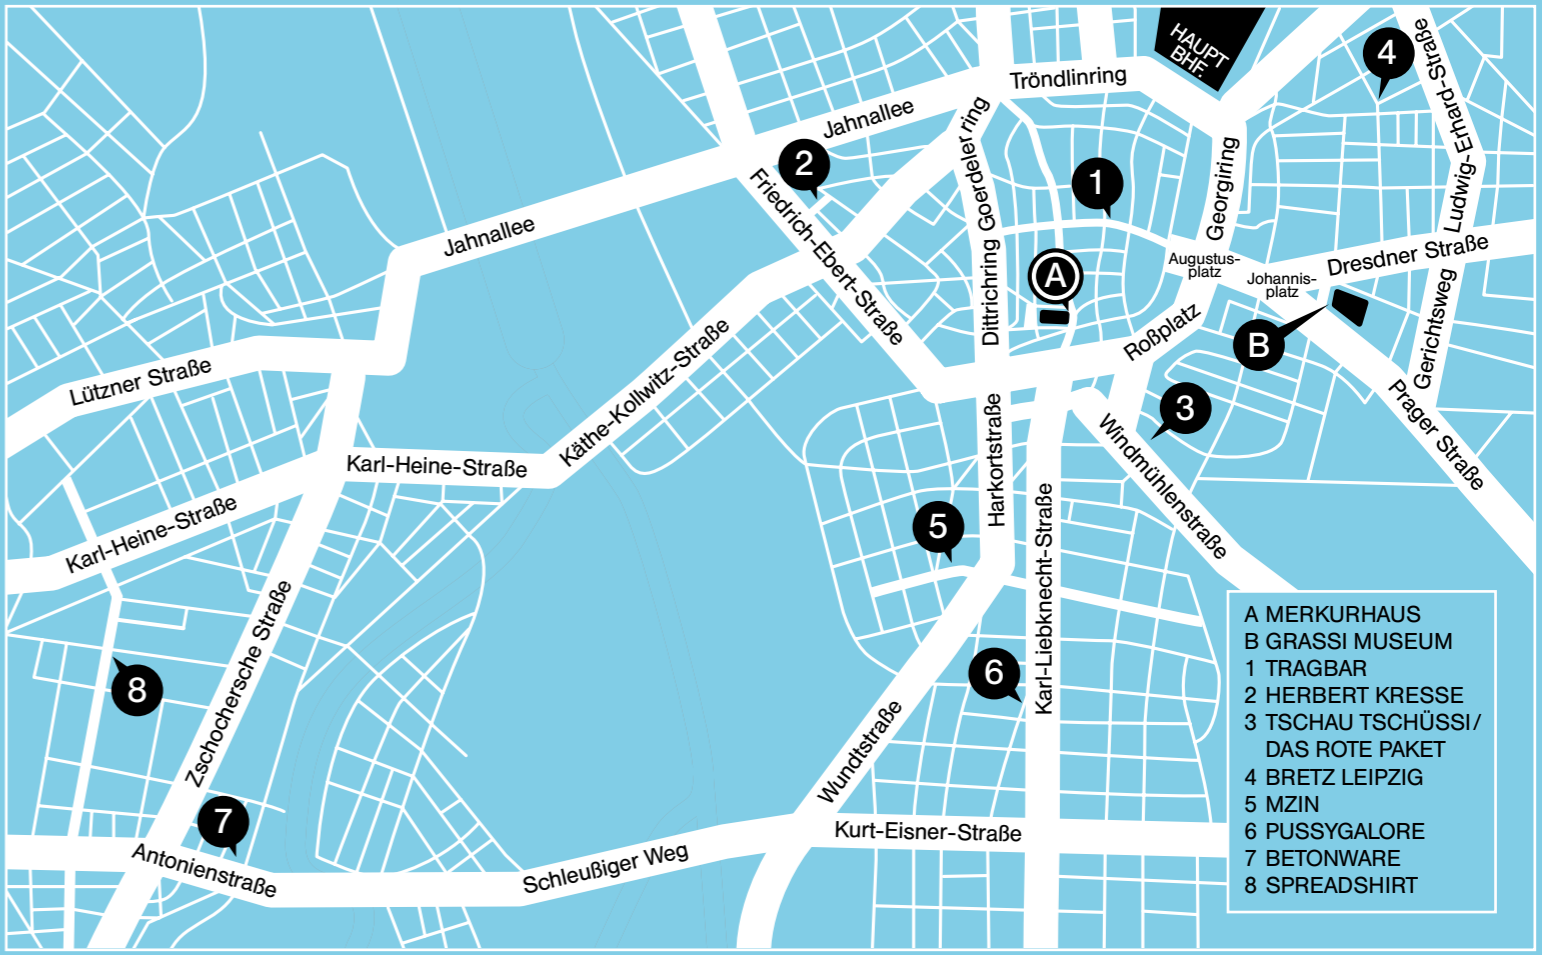 HAUPT
BHF.
4
Tröndlinring
Jahnallee
Goerdeler ring
2
1
Ludwig-Erhard-Straße
Georgiring
Jahnallee
Friedrich-Ebert-Straße
Dittrichring
A
Augustus-
platz
Johannis-
platz
Dresdner Straße
Gerichtsweg
B
Roßplatz
Lützner Straße
Käthe-Kollwitz-Straße
3
Prager Straße
Karl-Heine-Straße
Harkortstraße
Windmühlenstraße
Karl-Heine-Straße
5
Karl-Liebknecht-Straße
Zschochersche Straße
8
6
Wundtstraße
7
Kurt-Eisner-Straße
Antonienstraße
Schleußiger Weg
A MERKURHAUS
B GRASSI MUSEUM
1 TRAGBAR
2 HERBERT KRESSE
3 TSCHAU TSCHÜSSI/
DAS ROTE PAKET
4 BRETZ LEIPZIG
5 MZIN
6 PUSSYGALORE
7 BETONWARE
8 SPREADSHIRT